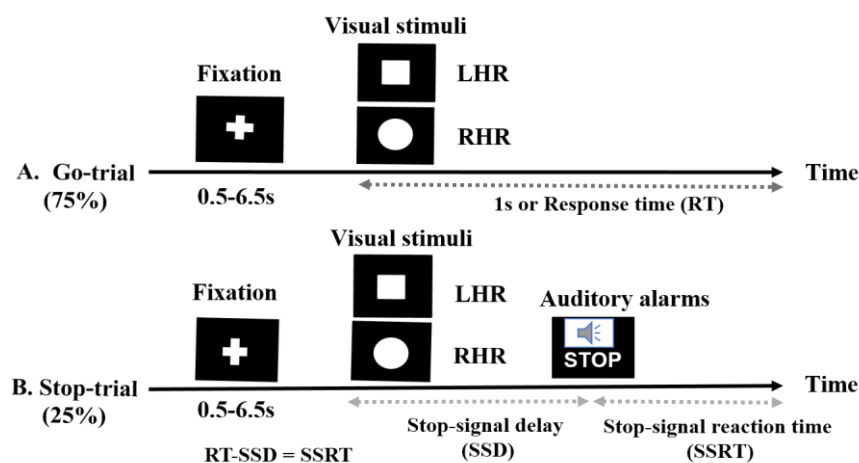 Visual stimuli
Fixation
LHR
RHR
A. Go-trial
(75%)
Time
0.5-6.5s
1s or Response time (RT)
Visual stimuli
Fixation
LHR
Auditory alarms
RHR
STOP
B. Stop-trial
(25%)
Time
0.5-6.5s
Stop-signal delay
(SSD)
Stop-signal reaction time
(SSRT)
RT-SSD = SSRT